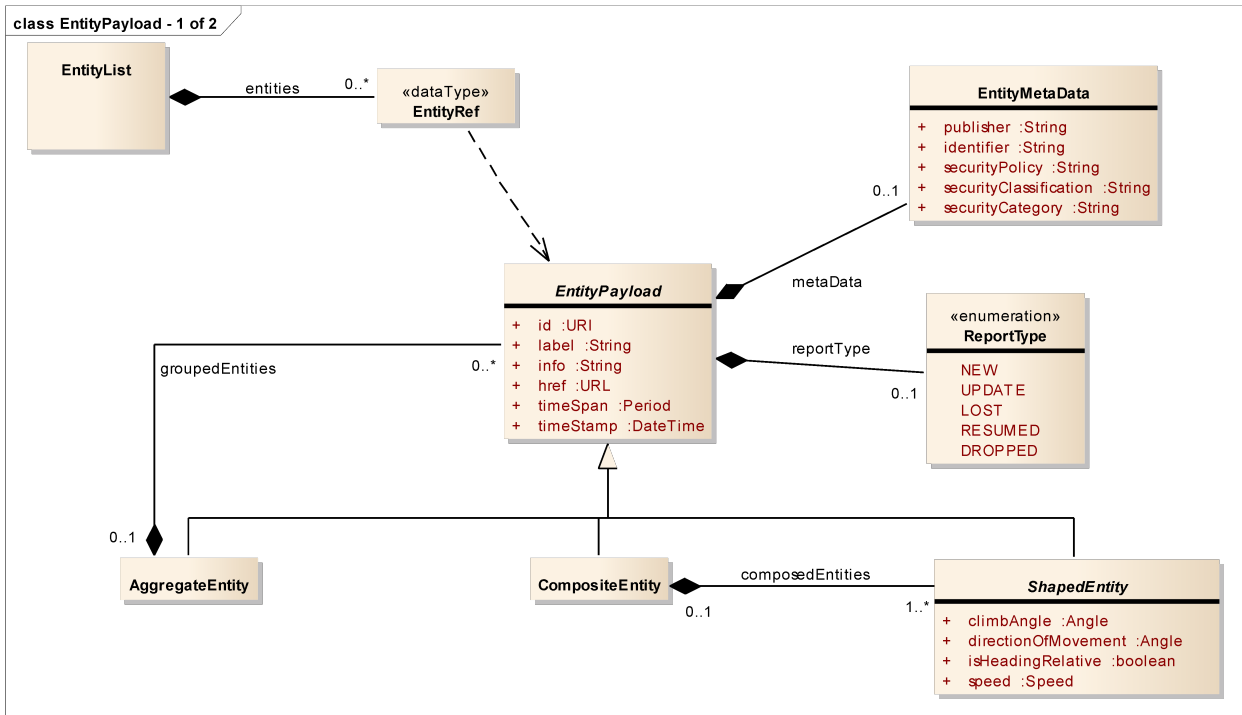 class EntityPayload - 1 of 2
EntityList
entities
0..*
«dataType»
EntityRef
EntityMetaData
+ publisher :String
+ identifier :String
+ securityPolicy :String
+ securityClassification :String
+ securityCategory :String
0..1
metaData
EntityPayload
+ id :URI
+ label :String
+ info :String
+ href :URL
+ timeSpan :Period
+ timeStamp :DateTime
«enumeration»
ReportType
NEW
UPDATE
LOST
RESUMED
DROPPED
reportType
0..1
groupedEntities
0..*
0..1
AggregateEntity
CompositeEntity
composedEntities
0..1
1..*
ShapedEntity
+ climbAngle :Angle
+ directionOfMovement :Angle
+ isHeadingRelative :boolean
+ speed :Speed